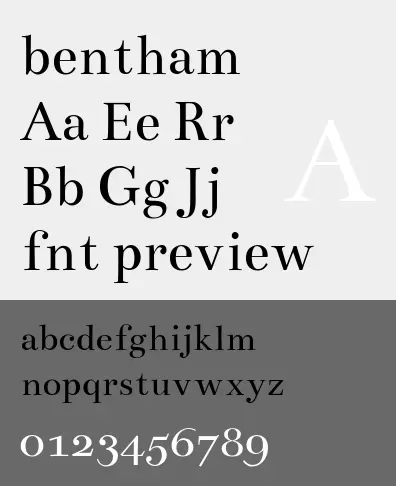 bentham
Aa Ee Rr
A
Bb Gg Jj
fnt preview
abcdefghijklm
nopqrstuvwxyz
0123456789